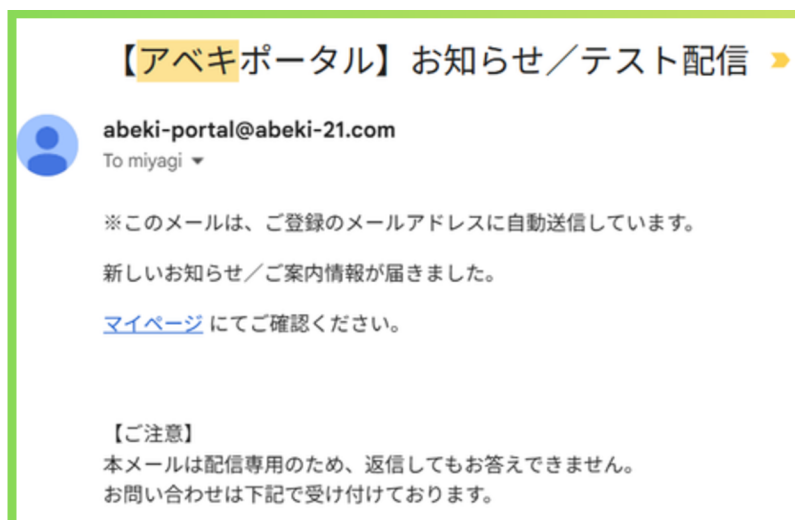 【アベキポータル】お知らせ／テスト配信
abeki-portal@abeki-21.com
To miyagi
※このメールは、ご登録のメールアドレスに自動送信しています。
新しいお知らせ／ご案内情報が届きました。
マイページ にてご確認ください。
【ご注意】
本メールは配信専用のため、返信してもお答えできません。
お問い合わせは下記で受け付けております。